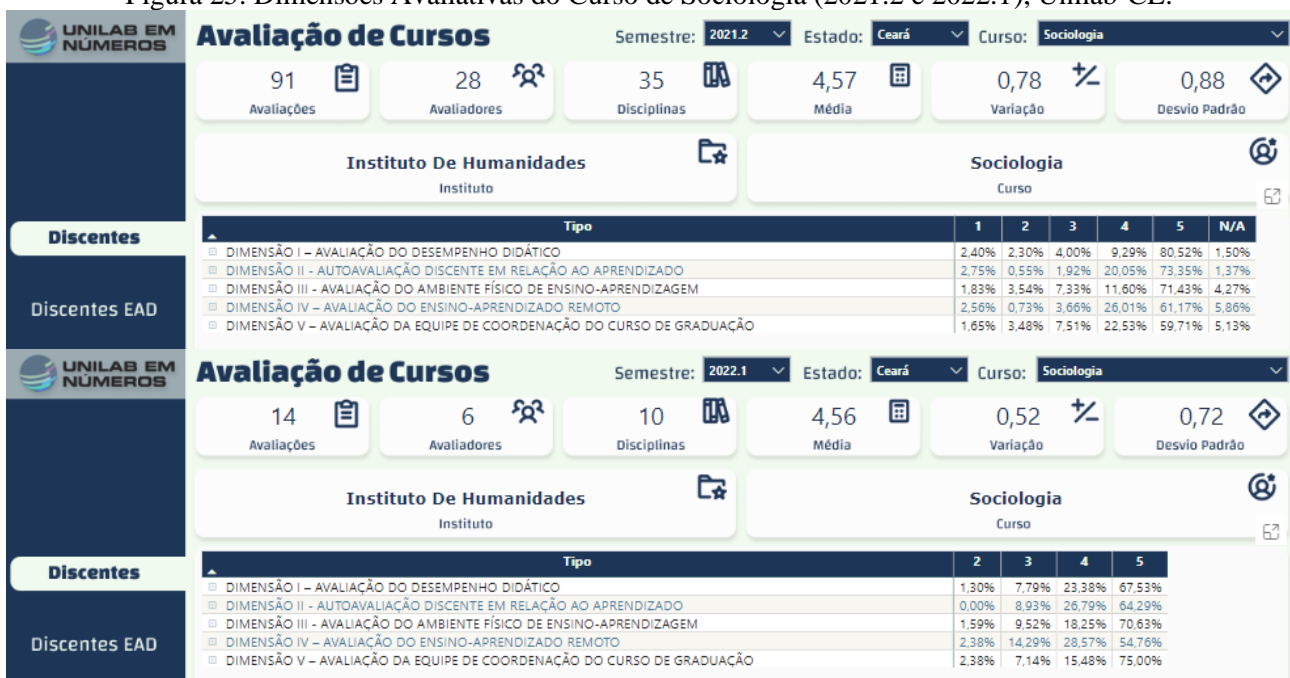 Figura 25: Dimensões Avaliativas do Curso de Sociologia (2021.2 e 2022.1), Unilab-CE.
UNILAB EM NÚMEROS
Avaliação de Cursos Semestre: 2021.2 Estado: Ceará Curso: Sociologia
91 28 35 4,57 0,78 0,88
Avaliações Avaliadores Disciplinas Média Variação Desvio Padrão
Instituto De Humanidades Sociologia
Instituto Curso
Discentes
Discentes EAD
Tipo 1 2 3 4 5 N/A
DIMENSÃO I – AVALIAÇÃO DO DESEMPENHO DIDÁTICO 2,40% 2,30% 4,00% 9,29% 80,52% 1,50%
DIMENSÃO II - AUTOAVALIAÇÃO DISCENTE EM RELAÇÃO AO APRENDIZADO 2,75% 0,55% 1,92% 20,05% 73,35% 1,37%
DIMENSÃO III - AVALIAÇÃO DO AMBIENTE FÍSICO DE ENSINO-APRENDIZAGEM 1,83% 3,54% 7,33% 11,60% 71,43% 4,27%
DIMENSÃO IV – AVALIAÇÃO DO ENSINO-APRENDIZADO REMOTO 2,56% 0,73% 3,66% 26,01% 61,17% 5,86%
DIMENSÃO V – AVALIAÇÃO DA EQUIPE DE COORDENAÇÃO DO CURSO DE GRADUAÇÃO 1,65% 3,48% 7,51% 22,53% 59,71% 5,13%
UNILAB EM NÚMEROS
Avaliação de Cursos Semestre: 2022.1 Estado: Ceará Curso: Sociologia
14 6 10 4,56 0,52 0,72
Avaliações Avaliadores Disciplinas Média Variação Desvio Padrão
Instituto De Humanidades Sociologia
Instituto Curso
Discentes
Discentes EAD
Tipo 2 3 4 5
DIMENSÃO I – AVALIAÇÃO DO DESEMPENHO DIDÁTICO 1,30% 7,79% 23,38% 67,53%
DIMENSÃO II - AUTOAVALIAÇÃO DISCENTE EM RELAÇÃO AO APRENDIZADO 0,00% 8,93% 26,79% 64,29%
DIMENSÃO III - AVALIAÇÃO DO AMBIENTE FÍSICO DE ENSINO-APRENDIZAGEM 1,59% 9,52% 18,25% 70,63%
DIMENSÃO IV – AVALIAÇÃO DO ENSINO-APRENDIZADO REMOTO 2,38% 14,29% 28,57% 54,76%
DIMENSÃO V – AVALIAÇÃO DA EQUIPE DE COORDENAÇÃO DO CURSO DE GRADUAÇÃO 2,38% 7,14% 15,48% 75,00%